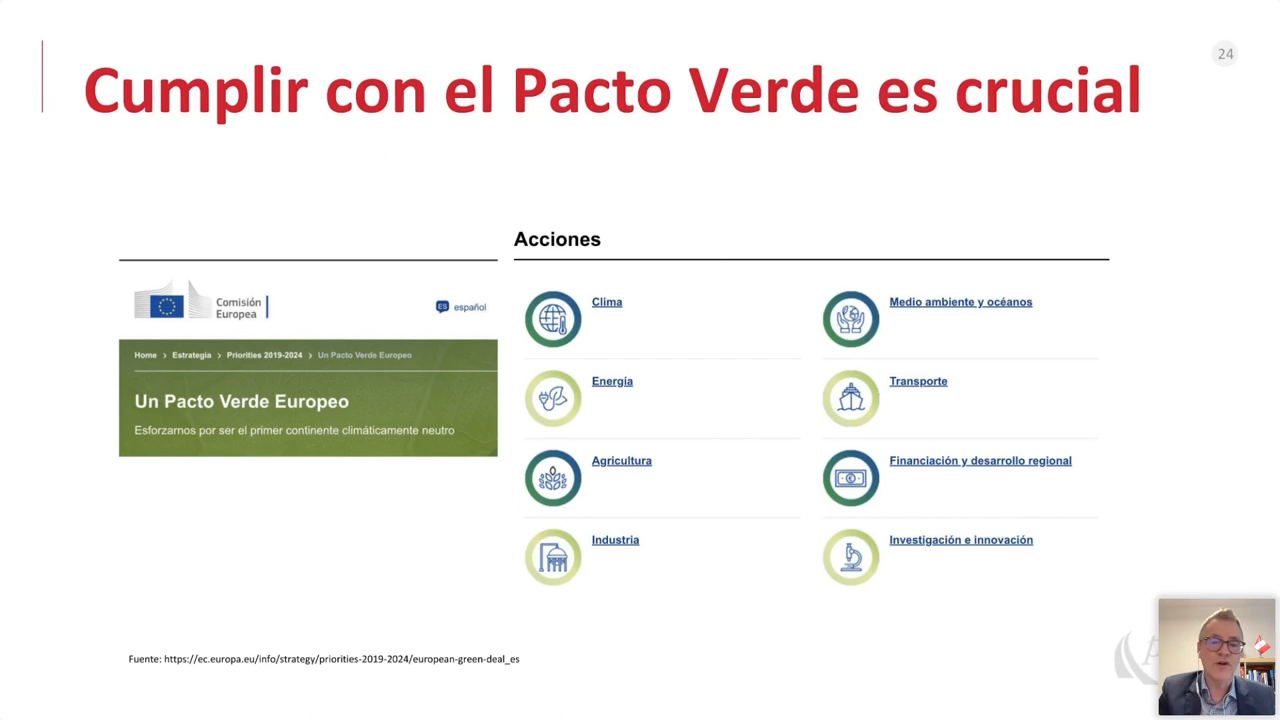 24
Cumplir con el Pacto Verde es crucial
Comisión
Europea
ES español
Home > Estrategia > Priorities 2019-2024 > Un Pacto Verde Europeo
Un Pacto Verde Europeo
Esforzarnos por ser el primer continente climáticamente neutro
Acciones
Clima
Medio ambiente y océanos
Energía
Transporte
Agricultura
Financiación y desarrollo regional
Industria
Investigación e innovación
Fuente: https://ec.europa.eu/info/strategy/priorities-2019-2024/european-green-deal_es